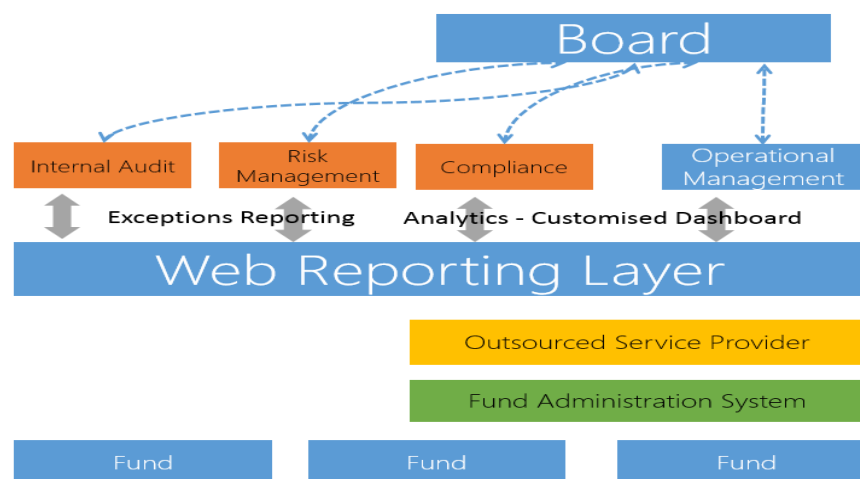 Board
Internal Audit
Risk
Management
Compliance
Operational
Management
Exceptions Reporting
Analytics - Customised Dashboard
Web Reporting Layer
Outsourced Service Provider
Fund Administration System
Fund
Fund
Fund